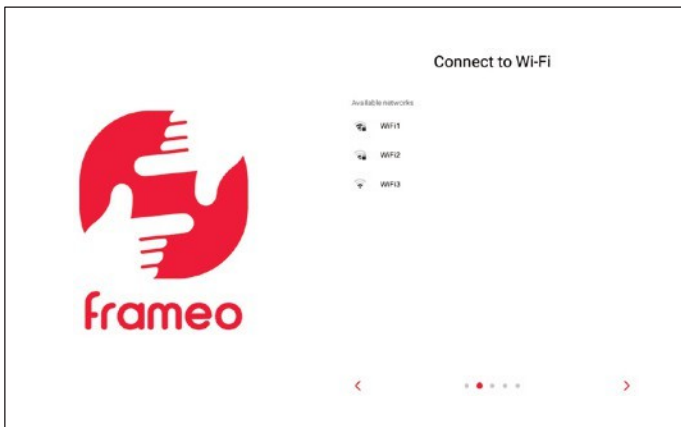 Connect to Wi-Fi
Available networks
WiFi1
WiFi2
WiFi3
frameo